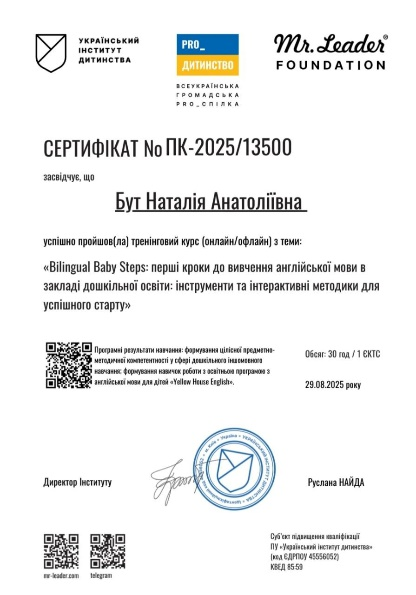 УКРАЇНСЬКИЙ
ІНСТИТУТ
ДИТИНСТВА
PRO_
ДИТИНСТВО
ВСЕУКРАЇНСЬКА
ГРОМАДСЬКА
PRO_СПІЛКА
Mr. Leader®
FOUNDATION
СЕРТИФІКАТ No ПК-2025/13500
засвідчує, що
Бут Наталія Анатоліївна
успішно пройшов(ла) тренінговий курс (онлайн/офлайн) з теми:
«Bilingual Baby Steps: перші кроки до вивчення англійської мови в
закладі дошкільної освіти: інструменти та інтерактивні методики для
успішного старту»
Програмні результати навчання: формування цілісної предметно-
методичної компетентності у сфері дошкільного іншомовного
навчання: формування навичок роботи з освітньою програмою з
англійської мови для дітей «Yellow House English».
Обсяг: 30 год / 1 ЄКТС
29.08.2025 року
Директор Інституту
Руслана НАЙДА
mr-leader.com
telegram
Суб'єкт підвищення кваліфікації
ПУ «Український інститут дитинства»
(код ЄДРПОУ 45556052)
КВЕД 85.59